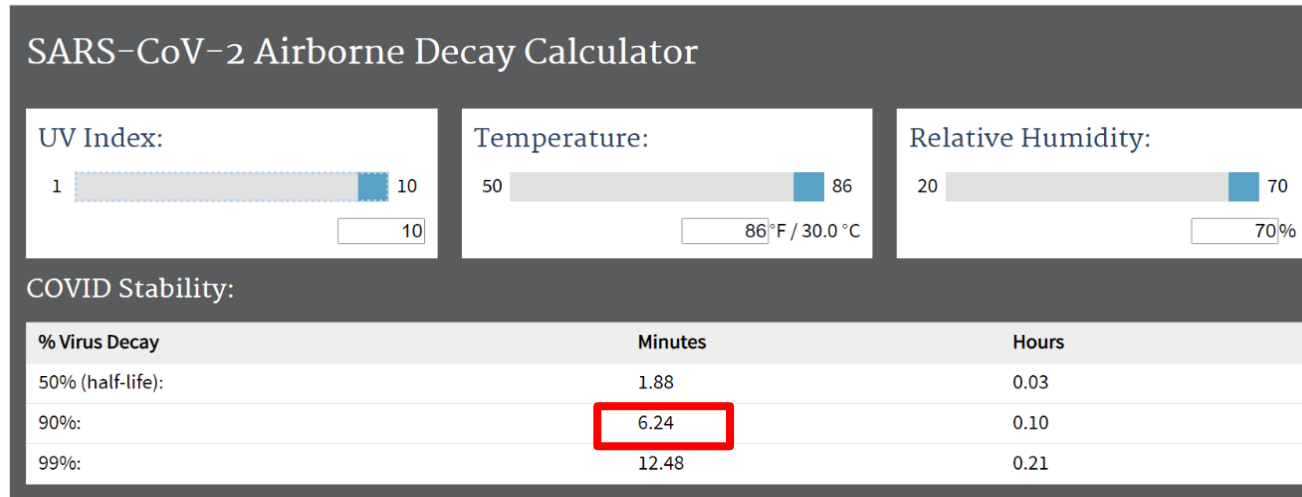 SARS-CoV-2 Airborne Decay Calculator
UV Index: Temperature: Relative Humidity:
1 10 50 86 20 70
10 86°F / 30.0 °C 70%
COVID Stability:
% Virus Decay Minutes Hours
50% (half-life): 1.88 0.03
90%: 6.24 0.10
99%: 12.48 0.21